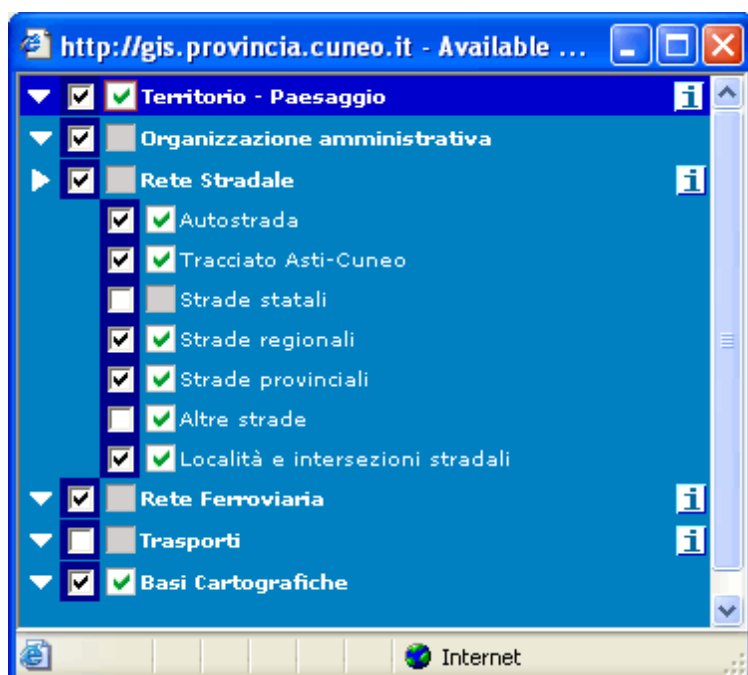 http://gis.provincia.cuneo.it - Available ...
Territorio - Paesaggio i
Organizzazione amministrativa
Rete Stradale i
Autostrada
Tracciato Asti-Cuneo
Strade statali
Strade regionali
Strade provinciali
Altre strade
Località e intersezioni stradali
Rete Ferroviaria i
Trasporti i
Basi Cartografiche
Internet